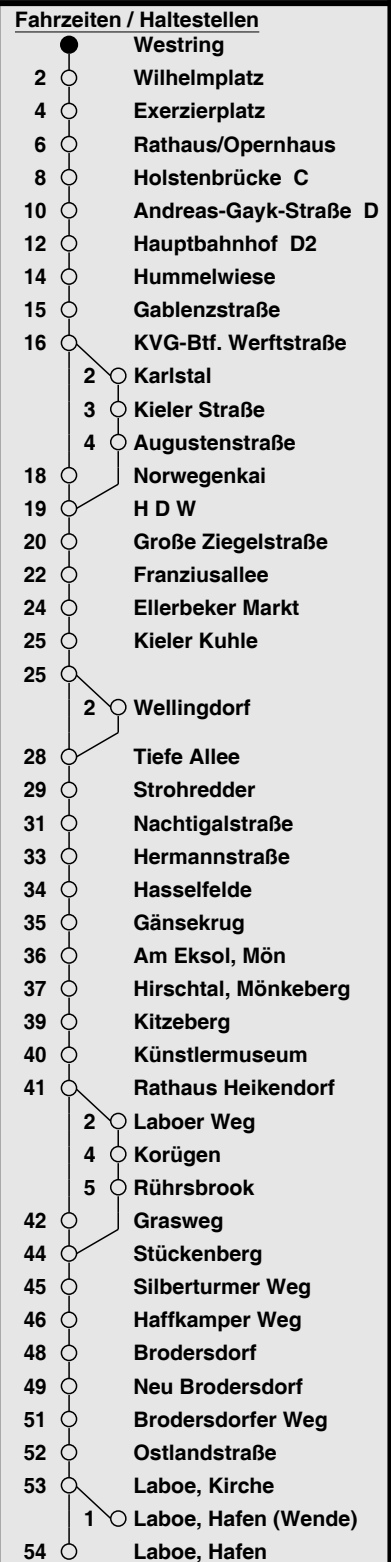 Fahrzeiten / Haltestellen
Westring
2 Wilhelmplatz
4 Exerzierplatz
6 Rathaus/Opernhaus
8 Holstenbrücke C
10 Andreas-Gayk-Straße D
12 Hauptbahnhof D2
14 Hummelwiese
15 Gablenzstraße
16 KVG-Btf. Werftstraße
2 Karlstal
3 Kieler Straße
4 Augustenstraße
18 Norwegenkai
19 H D W
20 Große Ziegelstraße
22 Franziusallee
24 Ellerbeker Markt
25 Kieler Kuhle
25
2 Wellingdorf
28 Tiefe Allee
29 Strohredder
31 Nachtigalstraße
33 Hermannstraße
34 Hasselfelde
35 Gänsekrug
36 Am Eksol, Mön
37 Hirschtal, Mönkeberg
39 Kitzeberg
40 Künstlermuseum
41 Rathaus Heikendorf
2 Laboer Weg
4 Korügen
5 Rührsbrook
42 Grasweg
44 Stückenberg
45 Silberturmer Weg
46 Haffkamper Weg
48 Brodersdorf
49 Neu Brodersdorf
51 Brodersdorfer Weg
52 Ostlandstraße
53 Laboe, Kirche
1 Laboe, Hafen (Wende)
54 Laboe, Hafen